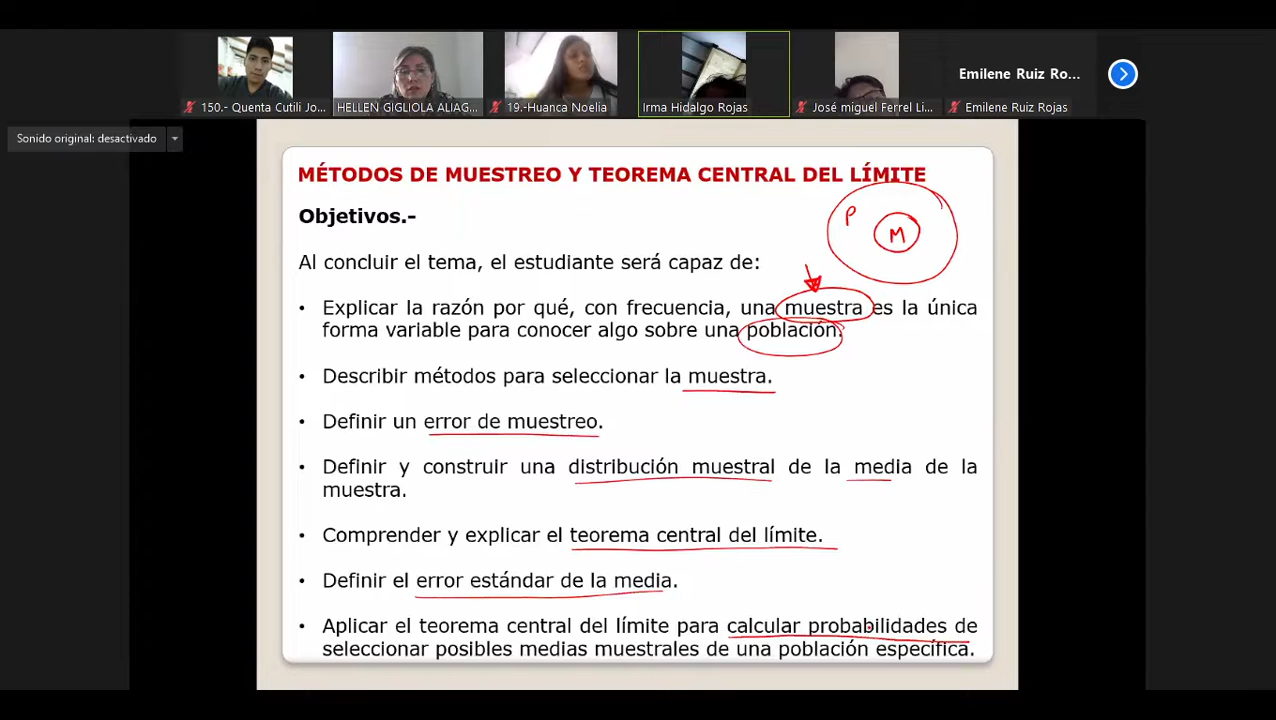 Emilene Ruiz Ro...
150.- Quenta Cutili Jo...
HELLEN GIGLIOLA ALIAG...
19.-Huanca Noelia
Irma Hidalgo Rojas
José miguel Ferrel Li...
Emilene Ruiz Rojas
Sonido original: desactivado
MÉTODOS DE MUESTREO Y TEOREMA CENTRAL DEL LÍMITE
Objetivos.-
P
M
Al concluir el tema, el estudiante será capaz de:
• Explicar la razón por qué, con frecuencia, una muestra es la única
forma variable para conocer algo sobre una población.
• Describir métodos para seleccionar la muestra.
• Definir un error de muestreo.
• Definir y construir una distribución muestral de la media de la
muestra.
• Comprender y explicar el teorema central del límite.
• Definir el error estándar de la media.
• Aplicar el teorema central del límite para calcular probabilidades de
seleccionar posibles medias muestrales de una población específica.